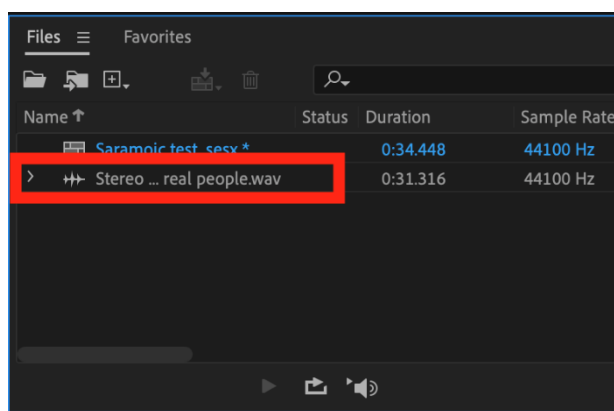 Files Favorites
Name Status Duration Sample Rate
Saramoic test .sesx * 0:34.448 44100 Hz
Stereo ... real people.wav 0:31.316 44100 Hz